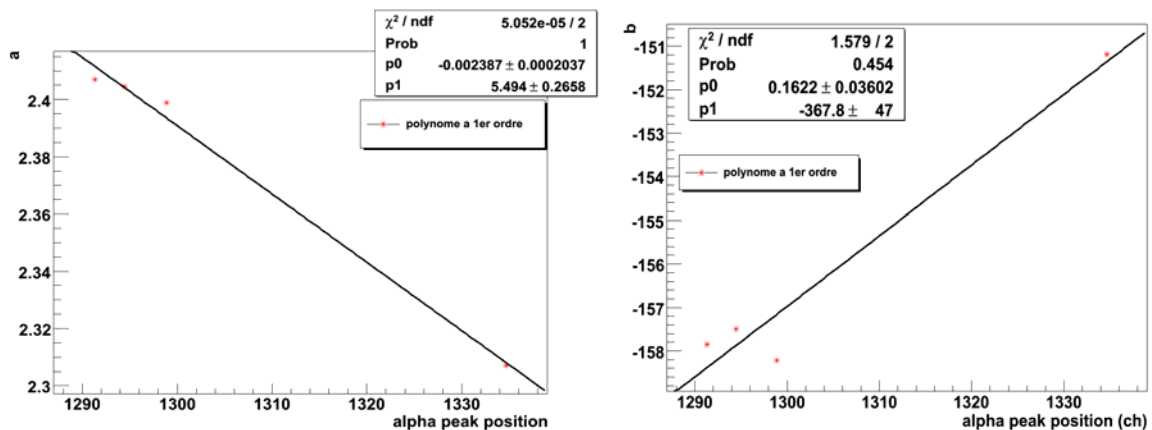 χ² / ndf 5.052e-05 / 2
Prob 1
p0 -0.002387 ± 0.0002037
p1 5.494 ± 0.2658
polynome a 1er ordre
a
2.4
2.38
2.36
2.34
2.32
2.3
1290 1300 1310 1320 1330
alpha peak position
χ² / ndf 1.579 / 2
Prob 0.454
p0 0.1622 ± 0.03602
p1 -367.8 ± 47
polynome a 1er ordre
b
-151
-152
-153
-154
-155
-156
-157
-158
1290 1300 1310 1320 1330
alpha peak position (ch)